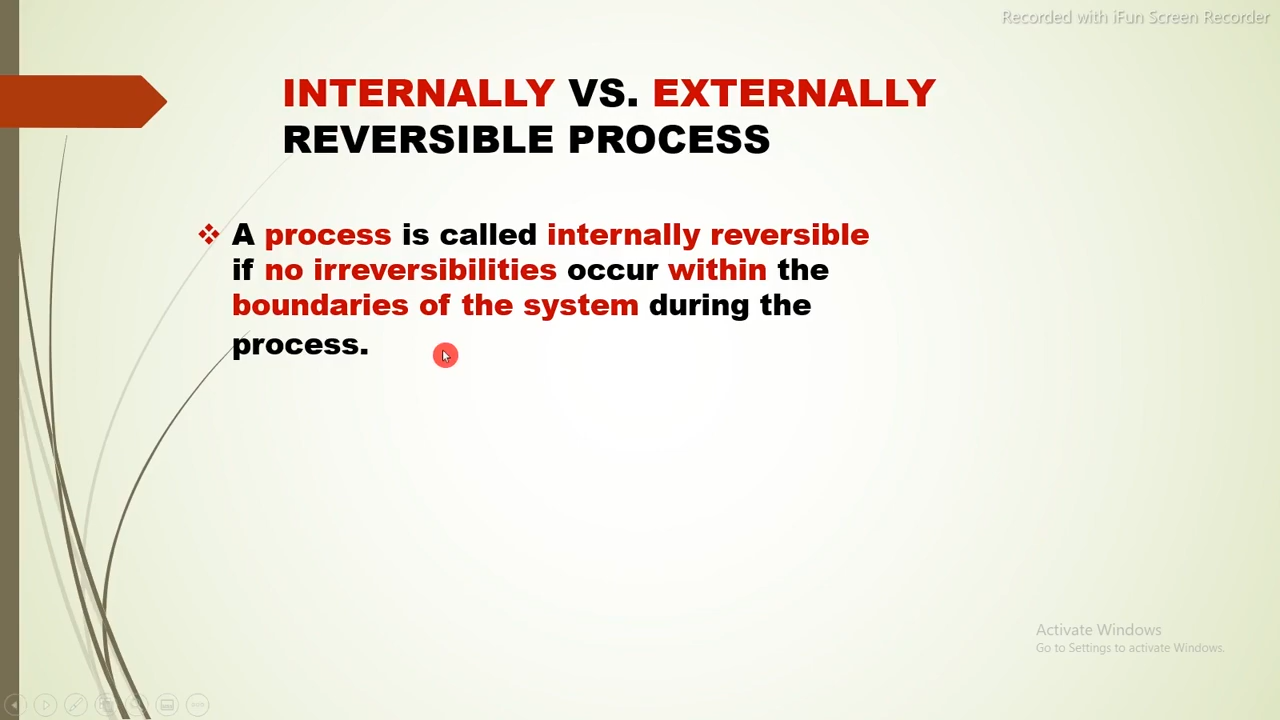 Recorded with iFun Screen Recorder
INTERNALLY VS. EXTERNALLY
REVERSIBLE PROCESS
A process is called internally reversible
if no irreversibilities occur within the
boundaries of the system during the
process.
Activate Windows
Go to Settings to activate Windows.